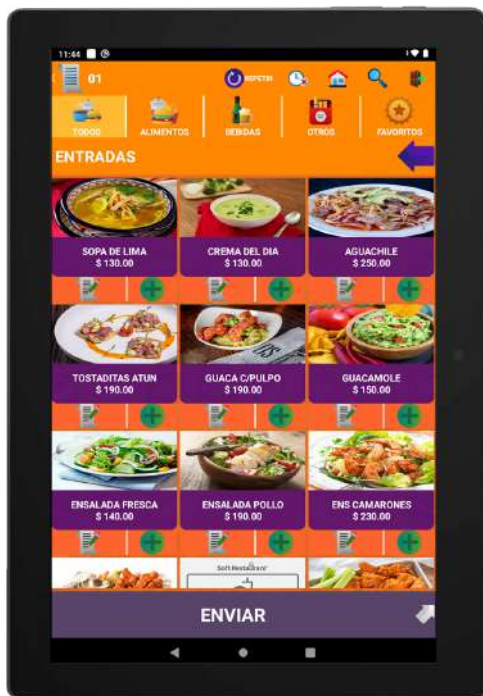 11:44
01
REPETIR
TODOS
ALIMENTOS
BEBIDAS
OTROS
FAVORITOS
ENTRADAS
SOPA DE LIMA
$ 130.00
CREMA DEL DIA
$ 130.00
AGUACHILE
$ 250.00
TOSTADITAS ATUN
$ 190.00
GUACA C/PULPO
$ 190.00
GUACAMOLE
$ 150.00
ENSALADA FRESCA
$ 140.00
ENSALADA POLLO
$ 190.00
ENS CAMARONES
$ 230.00
Soft Restaurant
ENVIAR